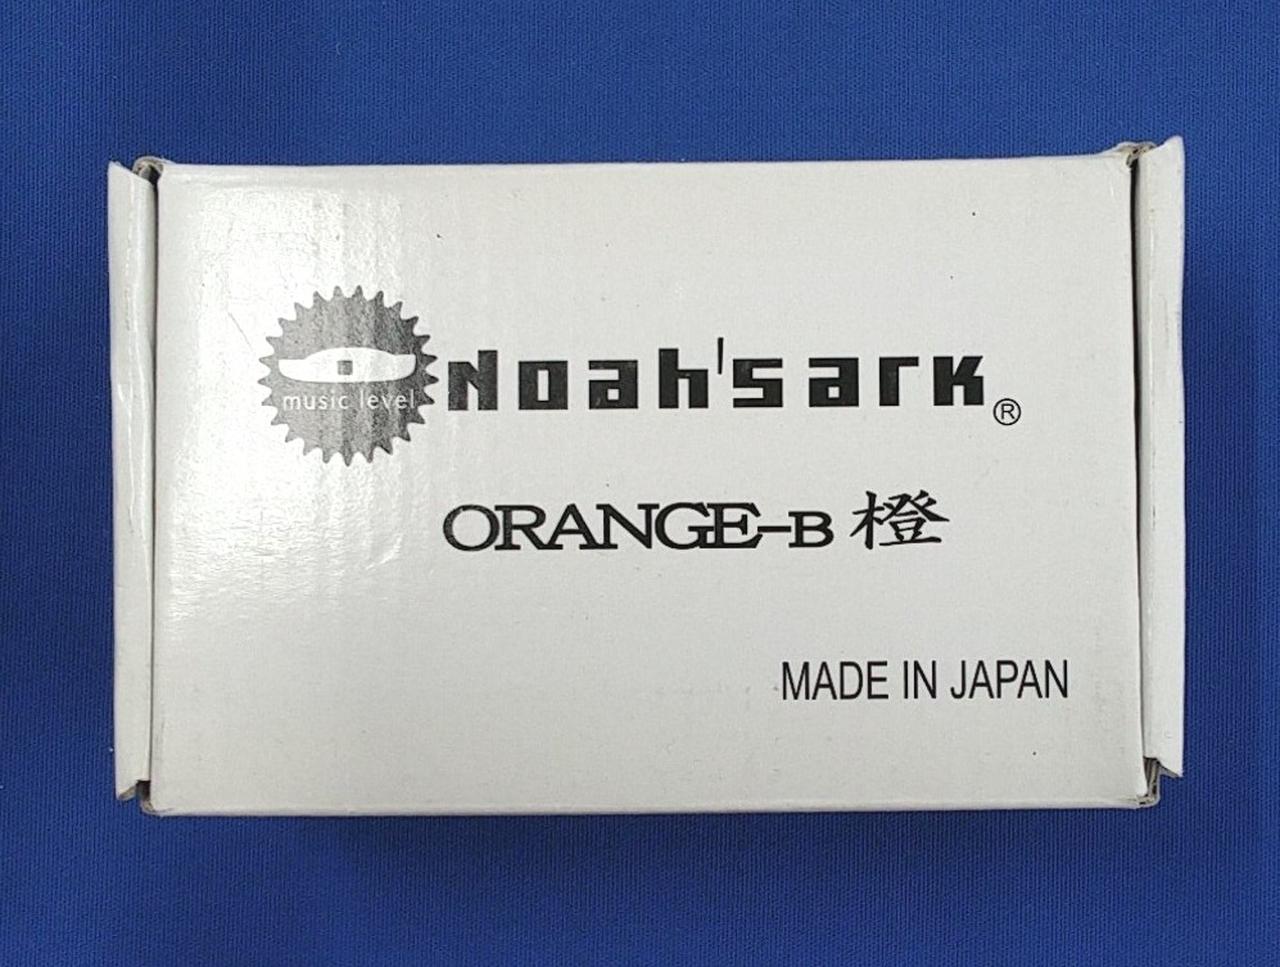 music level
Noah'sark®
ORANGE-B 橙
MADE IN JAPAN